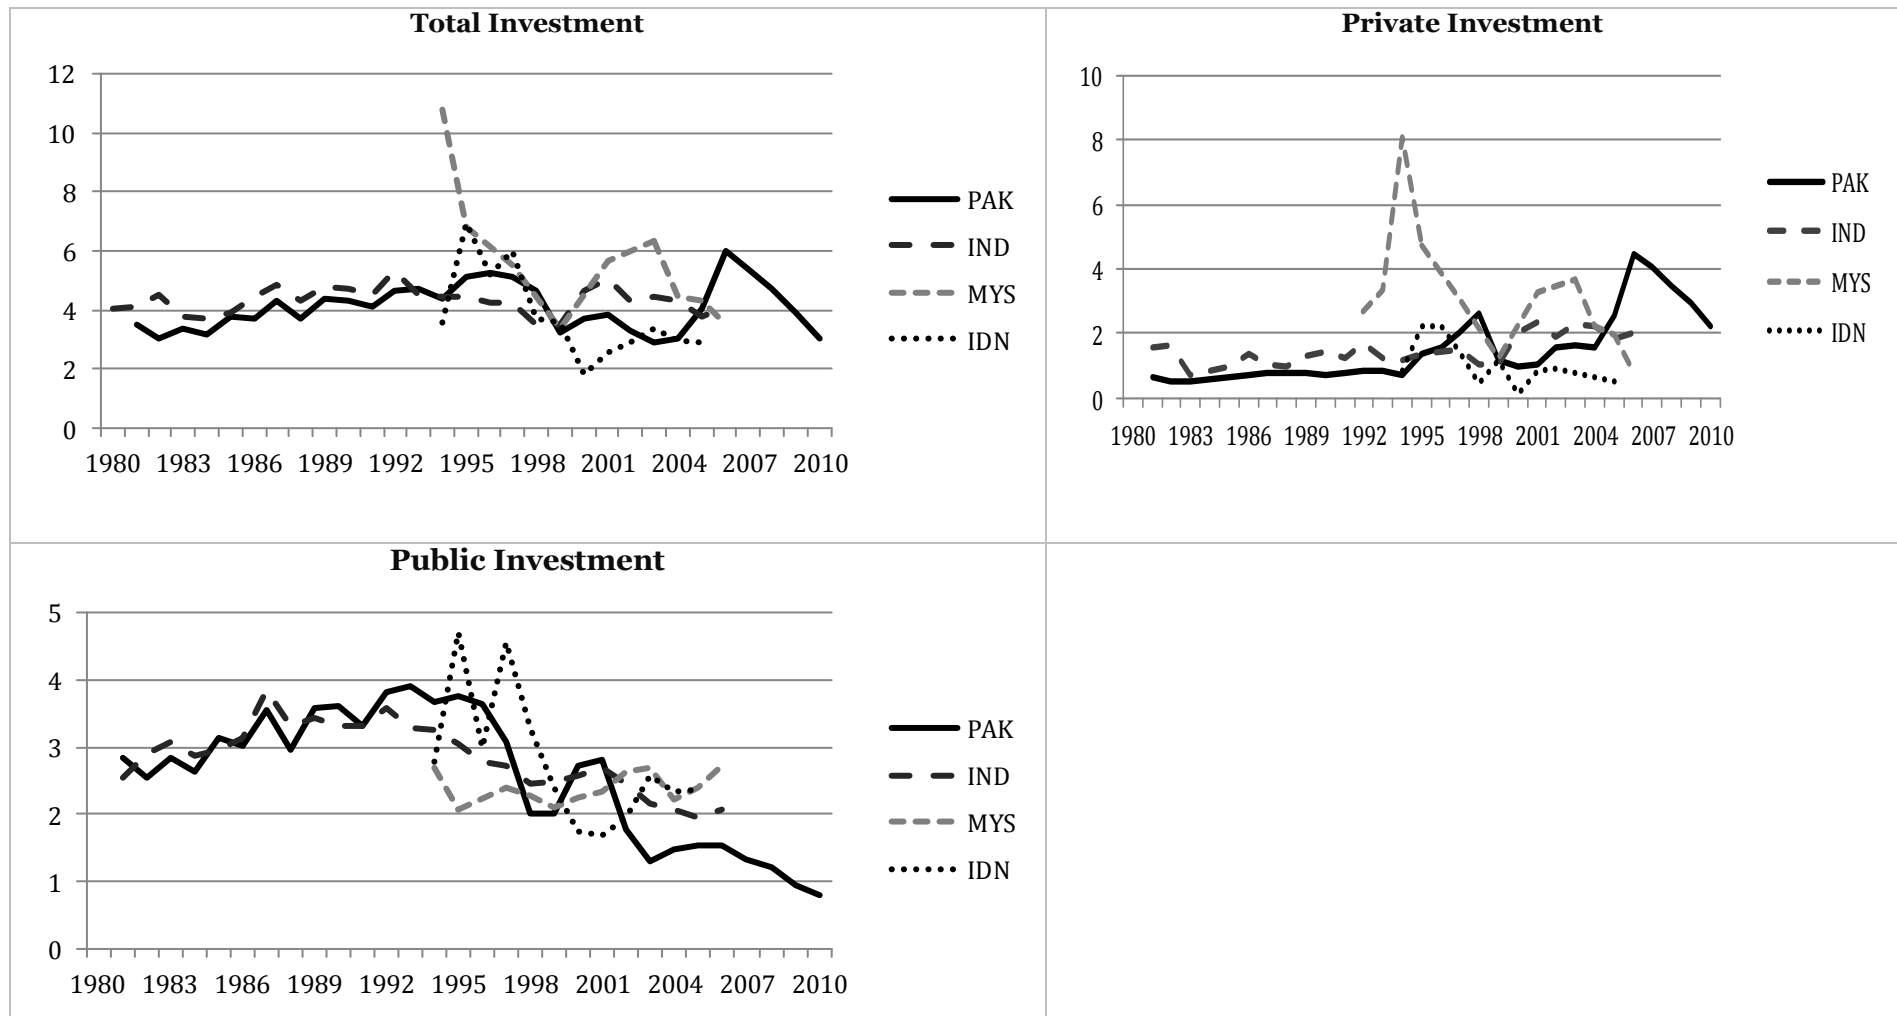 Total Investment
12
10
8
6
4
2
0
1980 1983 1986 1989 1992 1995 1998 2001 2004 2007 2010
PAK
IND
MYS
IDN
Private Investment
10
8
6
4
2
0
1980 1983 1986 1989 1992 1995 1998 2001 2004 2007 2010
PAK
IND
MYS
IDN
Public Investment
5
4
3
2
1
0
1980 1983 1986 1989 1992 1995 1998 2001 2004 2007 2010
PAK
IND
MYS
IDN